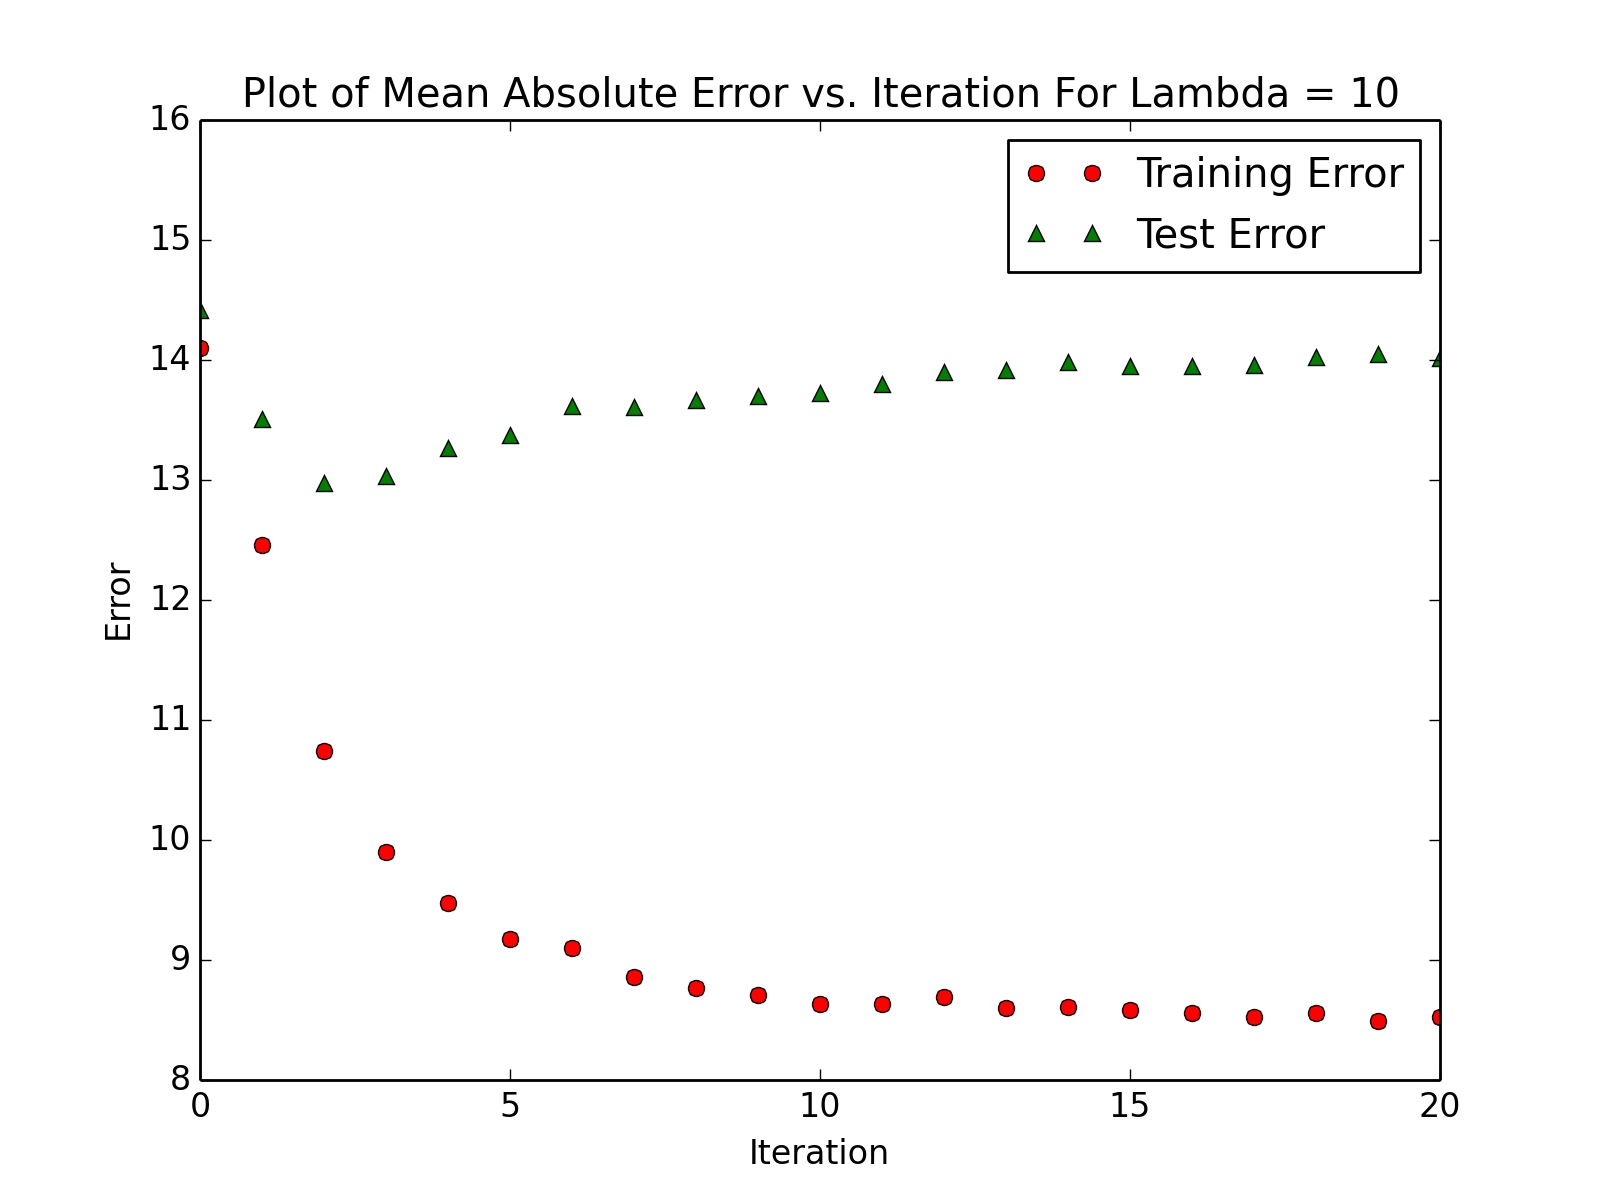 Plot of Mean Absolute Error vs. Iteration For Lambda = 10
16
15
14
13
12
11
10
9
8
Error
Training Error
Test Error
0 5 10 15 20
Iteration